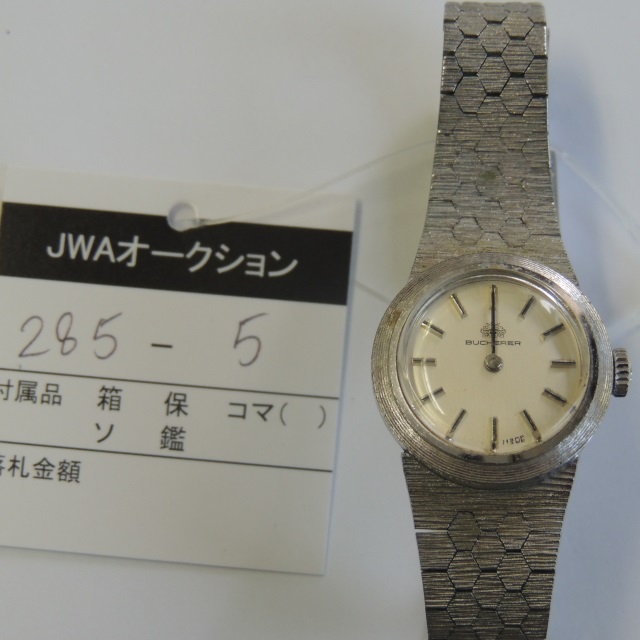 JWAオークション
285 - 5
付属品 箱 保 コマ( )
ソ 鑑
落札金額
BUCHERER